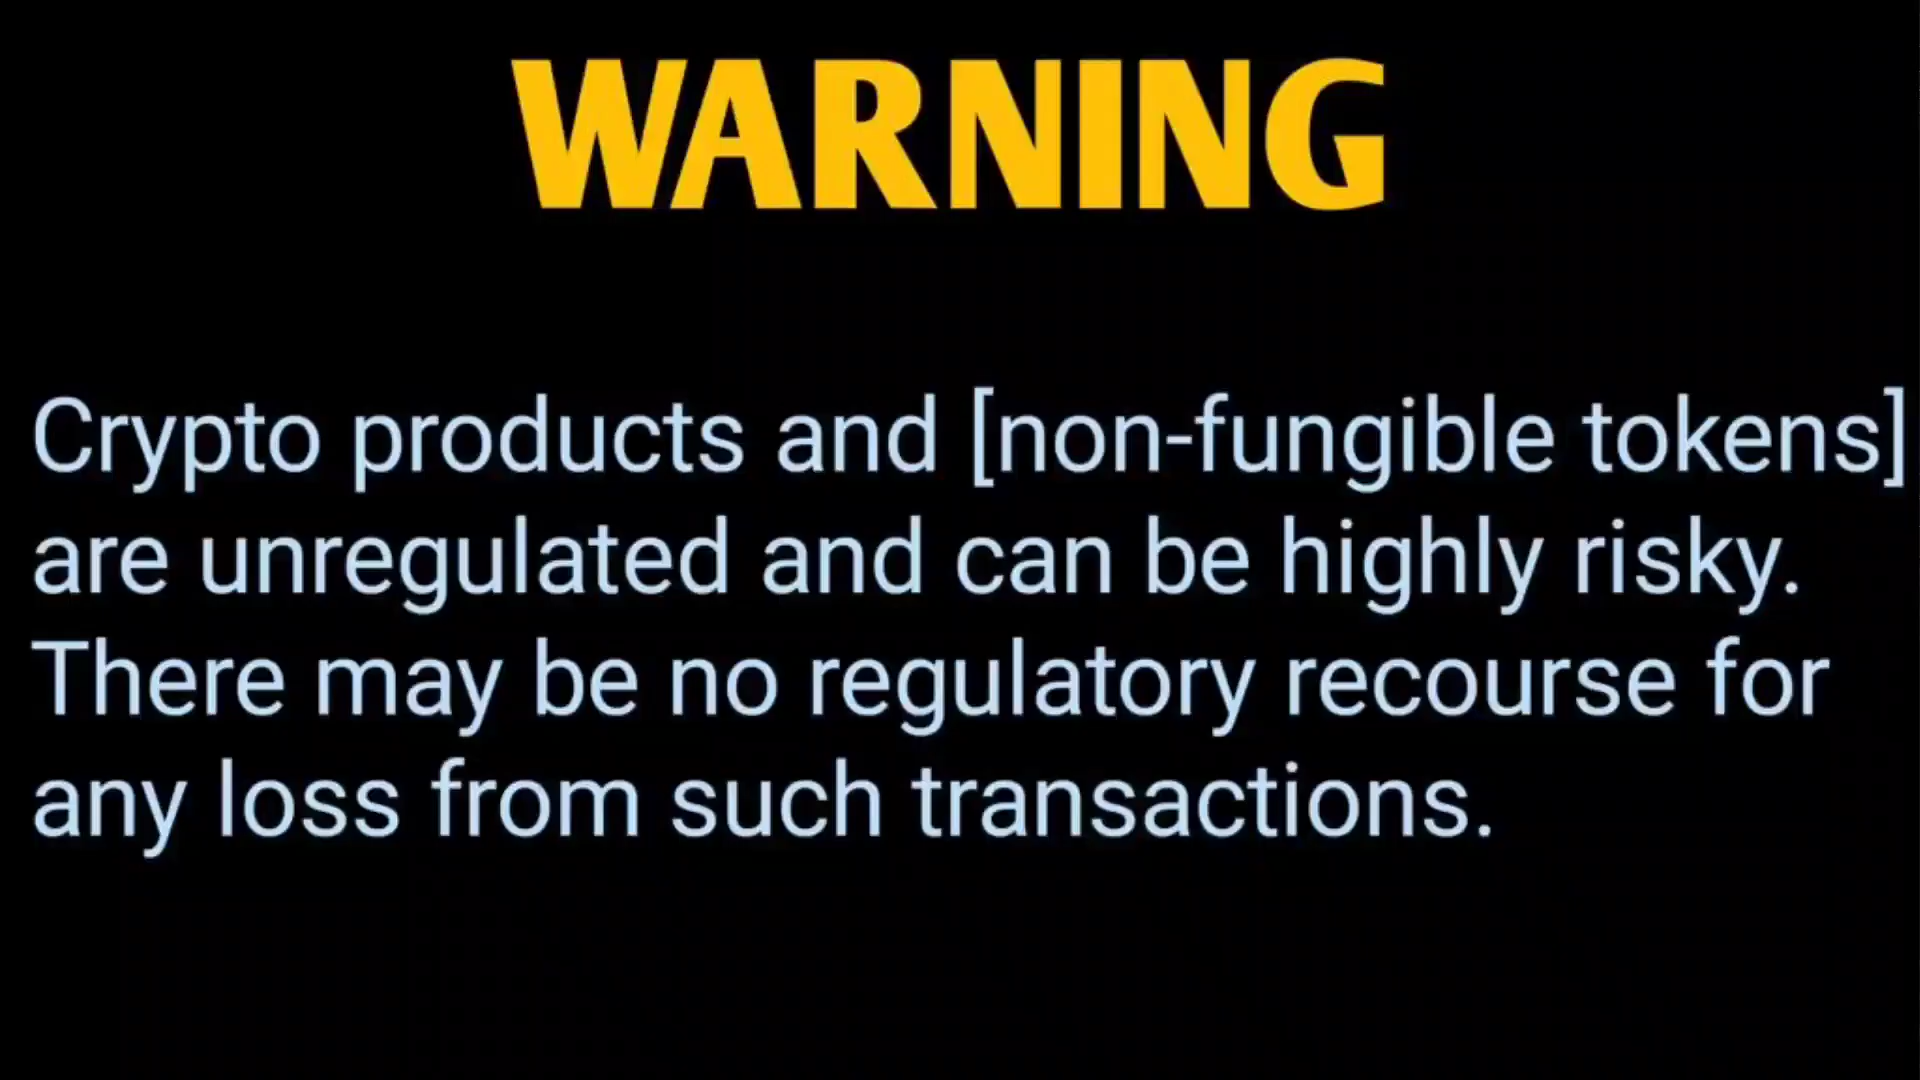 WARNING
Crypto products and [non-fungible tokens]
are unregulated and can be highly risky.
There may be no regulatory recourse for
any loss from such transactions.